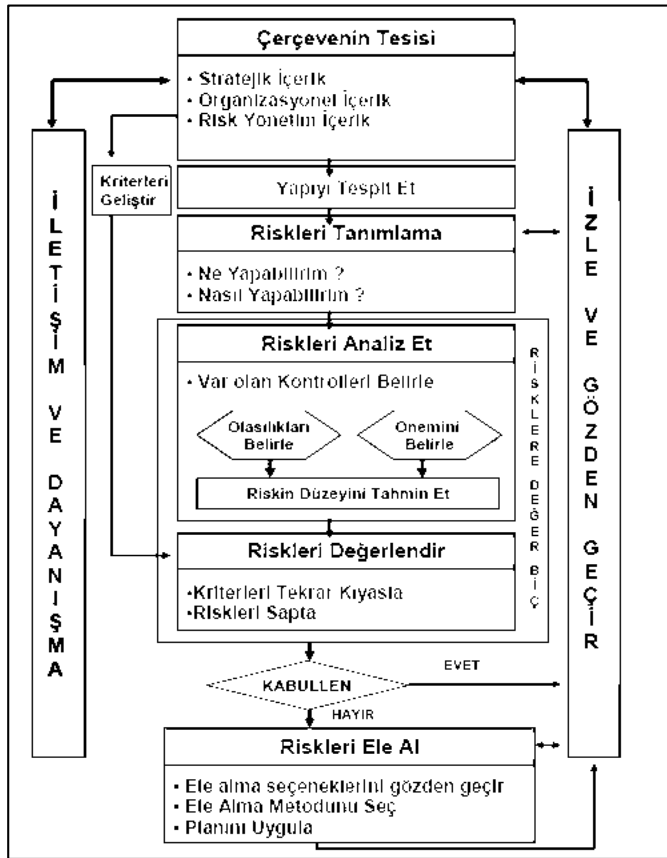 Çerçevenin Tesisi
• Stratejik İçerik
• Organizasyonel İçerik
• Risk Yönetim İçerik
Kriterleri
Geliştir
Yapıyı Tespit Et
Riskleri Tanımlama
• Ne Yapabilirim ?
• Nasıl Yapabilirim ?
Riskleri Analiz Et
• Var olan Kontrolleri Belirle
Olasılıkları
Belirle
Önemini
Belirle
Riskin Düzeyini Tahmin Et
Riskleri Değerlendir
•Kriterleri Tekrar Kıyasla
•Riskleri Sapta
RİSKLERE DEĞER BİÇ
KABULLEN
EVET
HAYIR
Riskleri Ele Al
• Ele alma seçeneklerini gözden geçir
• Ele Alma Metodunu Seç
• Planını Uygula
İLETİŞİM VE DAYANIŞMA
İZLE VE GÖZDEN GEÇİR